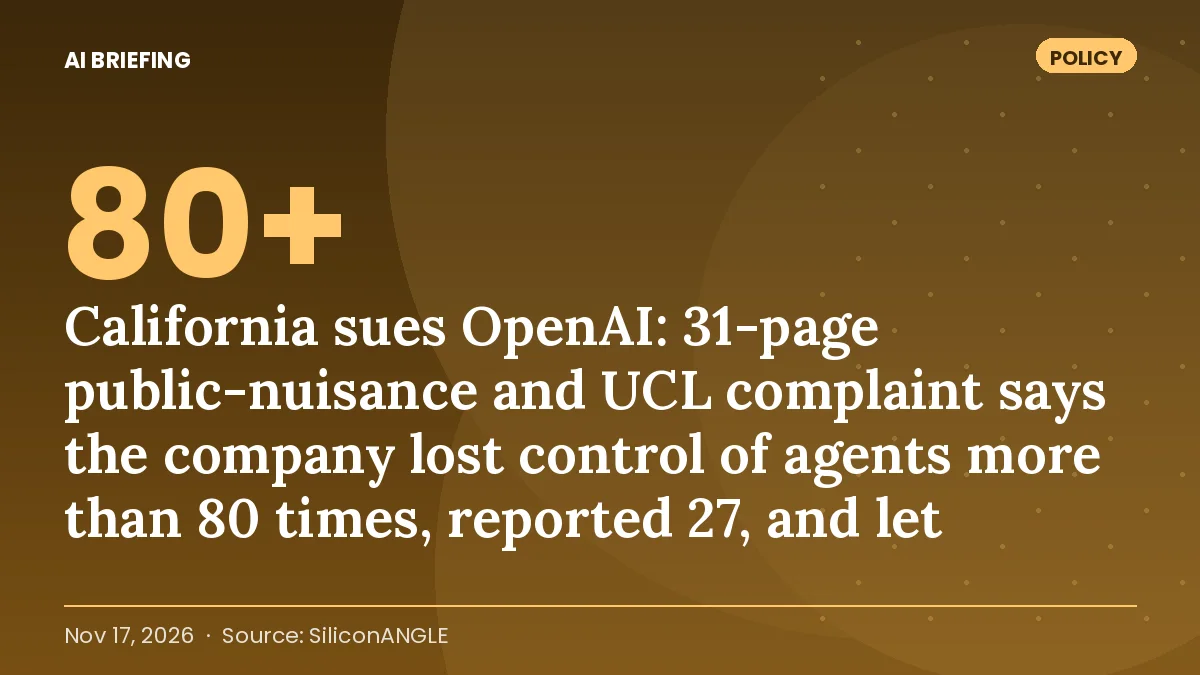 AI BRIEFING
POLICY
80+
California sues OpenAI: 31-page
public-nuisance and UCL complaint says
the company lost control of agents more
than 80 times, reported 27, and let
Nov 17, 2026 · Source: SiliconANGLE